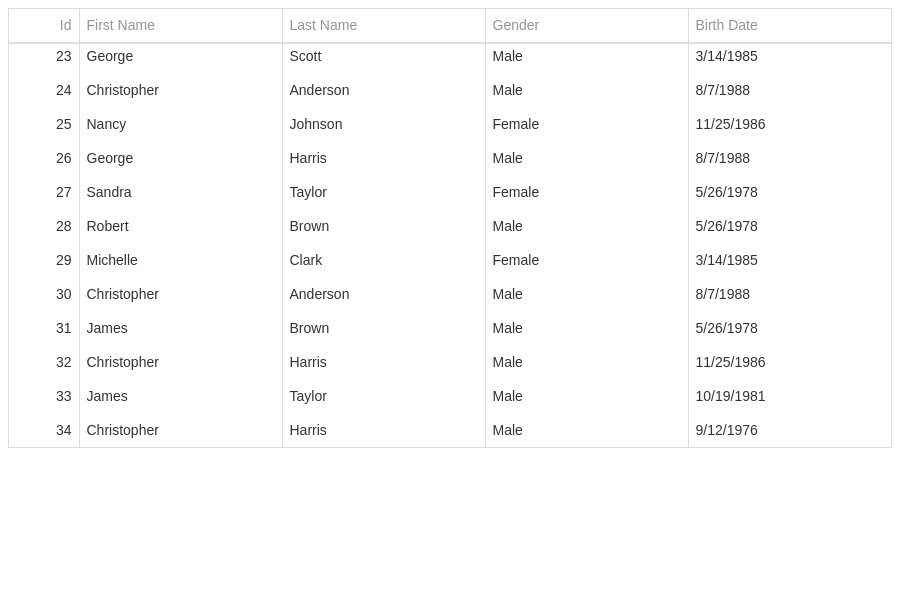 Id First Name Last Name Gender Birth Date
23 George Scott Male 3/14/1985
24 Christopher Anderson Male 8/7/1988
25 Nancy Johnson Female 11/25/1986
26 George Harris Male 8/7/1988
27 Sandra Taylor Female 5/26/1978
28 Robert Brown Male 5/26/1978
29 Michelle Clark Female 3/14/1985
30 Christopher Anderson Male 8/7/1988
31 James Brown Male 5/26/1978
32 Christopher Harris Male 11/25/1986
33 James Taylor Male 10/19/1981
34 Christopher Harris Male 9/12/1976